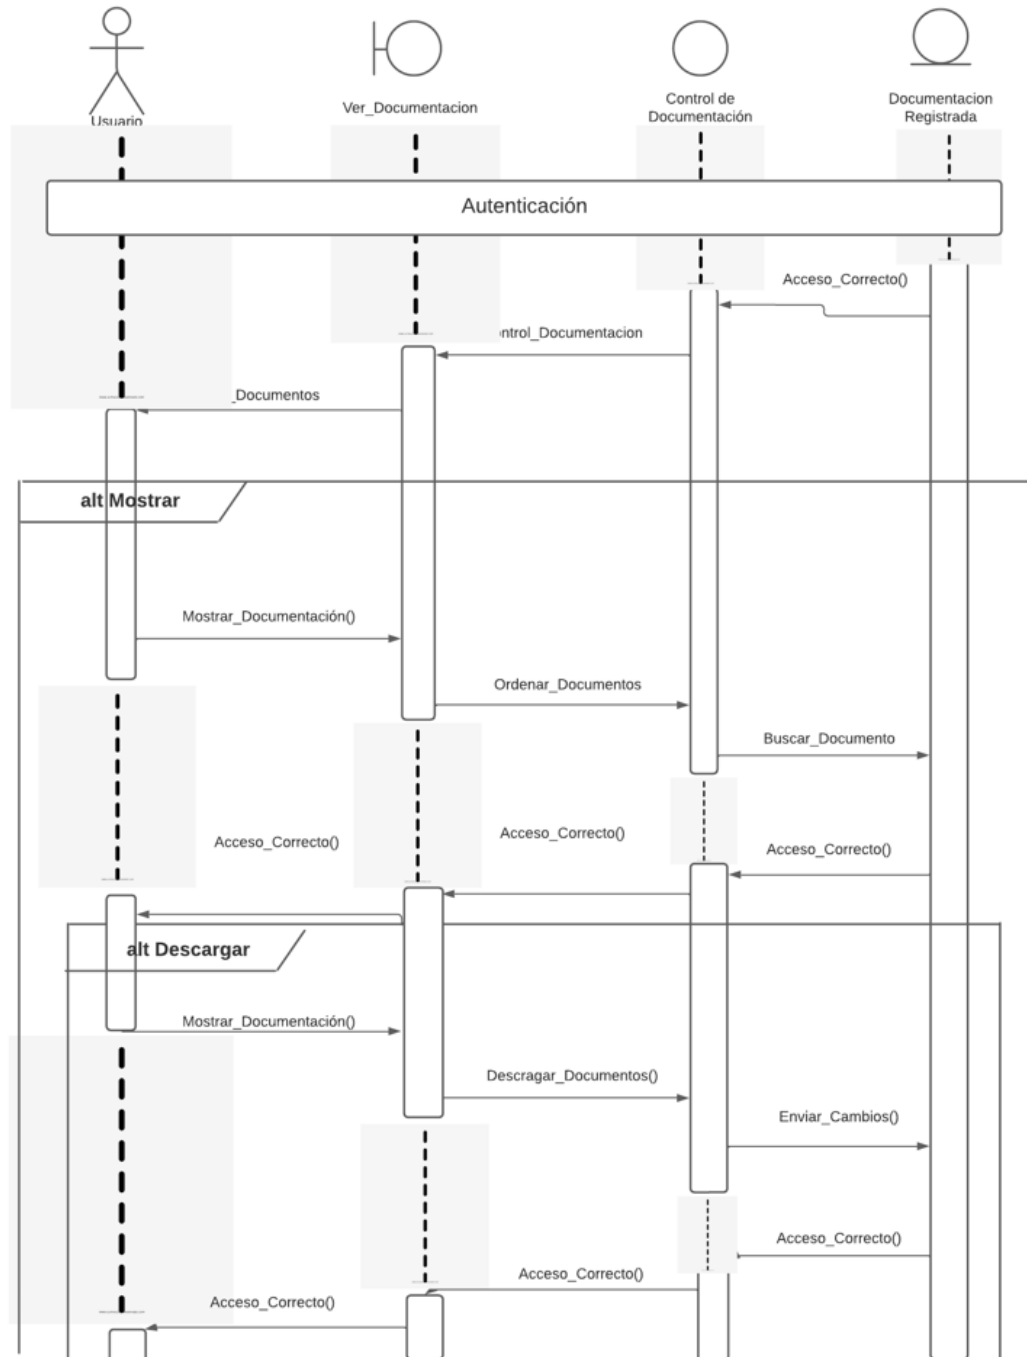 Usuario
Ver_Documentacion
Control de
Documentación
Documentacion
Registrada
Autenticación
Acceso_Correcto()
ntrol_Documentacion
_Documentos
alt Mostrar
Mostrar_Documentación()
Ordenar_Documentos
Buscar_Documento
Acceso_Correcto()
Acceso_Correcto()
Acceso_Correcto()
alt Descargar
Mostrar_Documentación()
Descragar_Documentos()
Enviar_Cambios()
Acceso_Correcto()
Acceso_Correcto()
Acceso_Correcto()